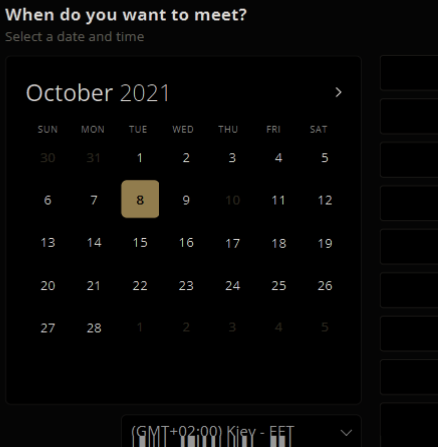 When do you want to meet?
Select a date and time
October 2021
SUN MON TUE WED THU FRI SAT
30 31 1 2 3 4 5
6 7 8 9 10 11 12
13 14 15 16 17 18 19
20 21 22 23 24 25 26
27 28 1 2 3 4 5
(GMT+02:00) Kiev - EET